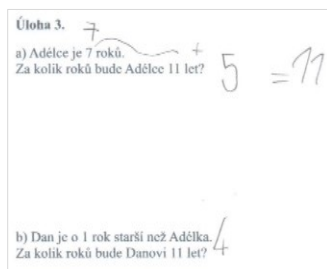 Úloha 3. 7
a) Adélce je 7 roků. +
Za kolik roků bude Adélce 11 let? 5 =11
b) Dan je o 1 rok starší než Adélka.
Za kolik roků bude Danovi 11 let? 4